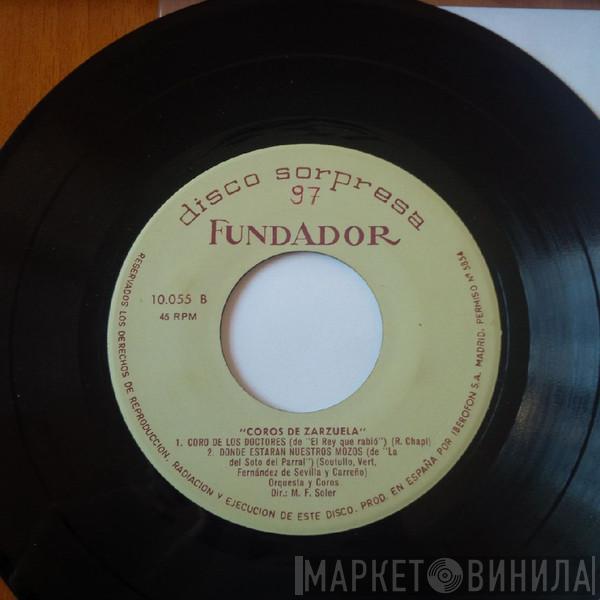 disco sorpresa
97
FUNDADOR
10.055 B
45 RPM
"COROS DE ZARZUELA"
1. CORO DE LOS DOCTORES (de "El Rey que rabió") (R. Chapí)
2. DONDE ESTARAN NUESTROS MOZOS (de "La
del Soto del Parral") (Soutullo, Vert,
Fernández de Sevilla y Carreño)
Orquesta y Coros
Dir.: M. F. Soler
RESERVADOS LOS DERECHOS DE REPRODUCCION, RADIACION y EJECUCION DE ESTE DISCO. PROD. EN ESPAÑA POR IBEROFON S.A. MADRID. PERMISO Nº 5854
МАРКЕТ ВИНИЛА